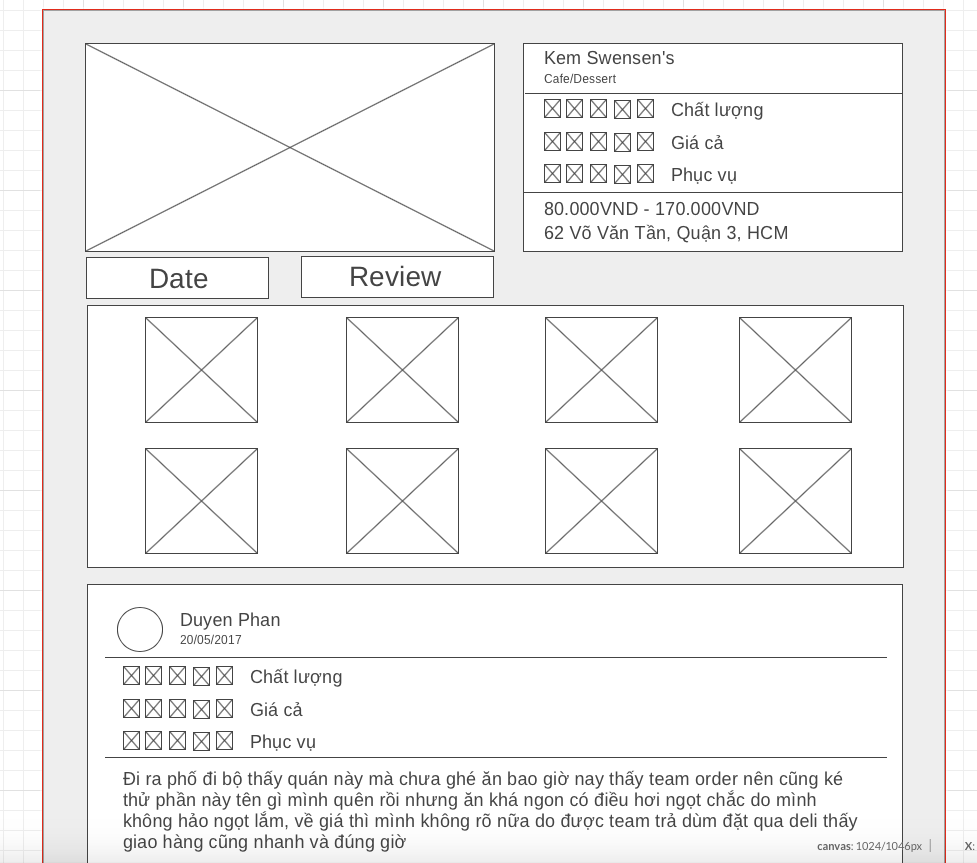 Kem Swensen's
Cafe/Dessert
Chất lượng
Giá cả
Phục vụ
80.000VND - 170.000VND
62 Võ Văn Tần, Quận 3, HCM
Date
Review
Duyen Phan
20/05/2017
Chất lượng
Giá cả
Phục vụ
Đi ra phố đi bộ thấy quán này mà chưa ghé ăn bao giờ nay thấy team order nên cũng ké
thử phần này tên gì mình quên rồi nhưng ăn khá ngon có điều hơi ngọt chắc do mình
không hảo ngọt lắm, về giá thì mình không rõ nữa do được team trả dùm đặt qua deli thấy
giao hàng cũng nhanh và đúng giờ
canvas: 1024/1046px
X: